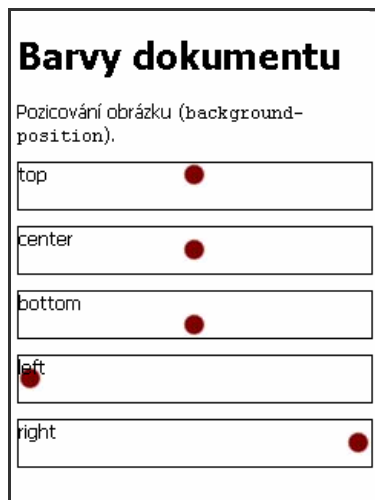 Barvy dokumentu
Pozicování obrázku (background-
position).
top
center
bottom
left
right